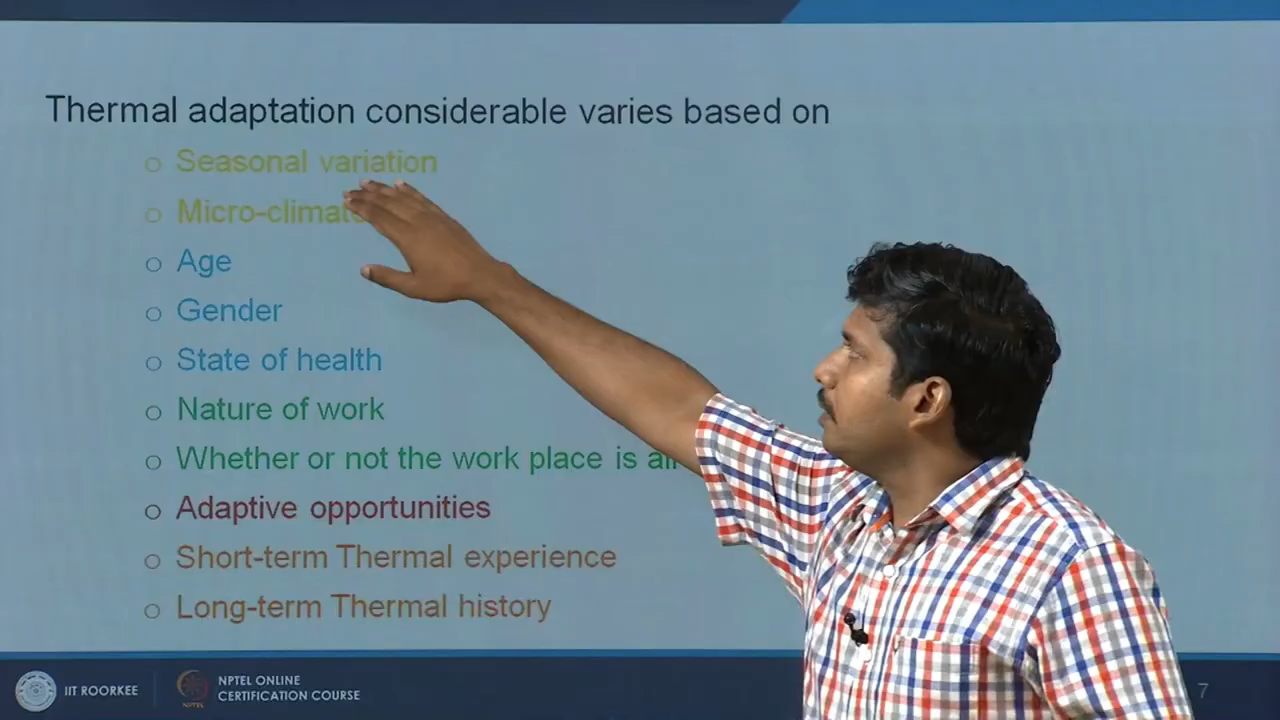 Thermal adaptation considerable varies based on
Seasonal variation
Micro-climate
Age
Gender
State of health
Nature of work
Whether or not the work place is air
Adaptive opportunities
Short-term Thermal experience
Long-term Thermal history
IIT ROORKEE
NPTEL ONLINE
CERTIFICATION COURSE
NPTEL
7